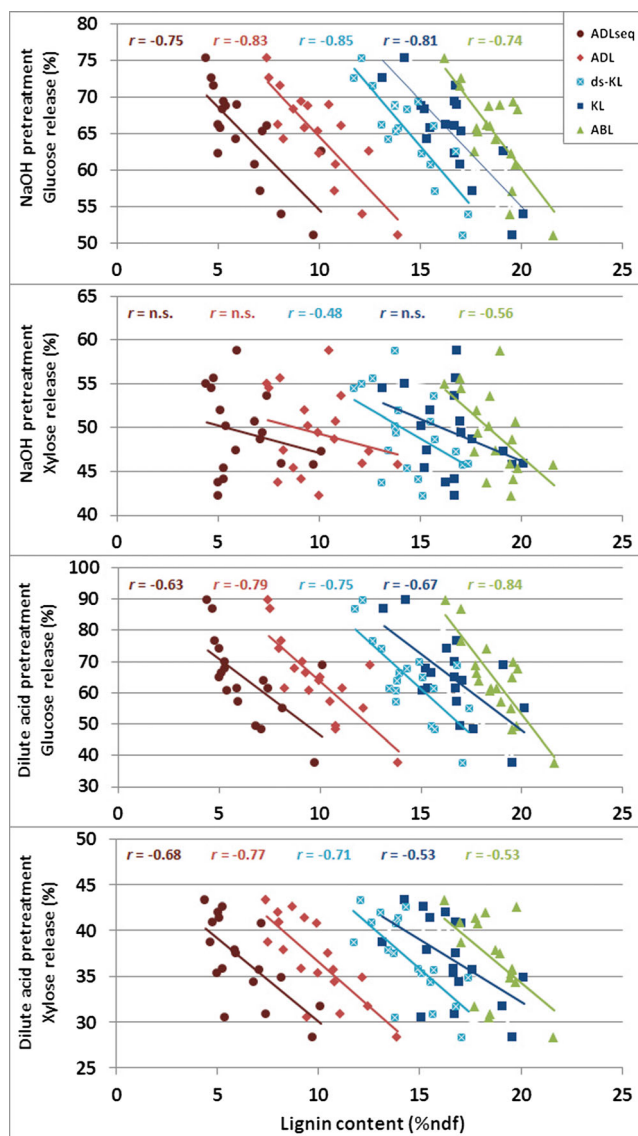 NaOH pretreatment
Glucose release (%)
80
75
70
65
60
55
50
r = -0.75 r = -0.83 r = -0.85 r = -0.81 r = -0.74
ADLseq
ADL
ds-KL
KL
ABL
0 5 10 15 20 25
NaOH pretreatment
Xylose release (%)
65
60
55
50
45
40
r = n.s. r = n.s. r = -0.48 r = n.s. r = -0.56
0 5 10 15 20 25
Dilute acid pretreatment
Glucose release (%)
100
90
80
70
60
50
40
30
r = -0.63 r = -0.79 r = -0.75 r = -0.67 r = -0.84
0 5 10 15 20 25
Dilute acid pretreatment
Xylose release (%)
50
45
40
35
30
25
r = -0.68 r = -0.77 r = -0.71 r = -0.53 r = -0.53
0 5 10 15 20 25
Lignin content (%ndf)